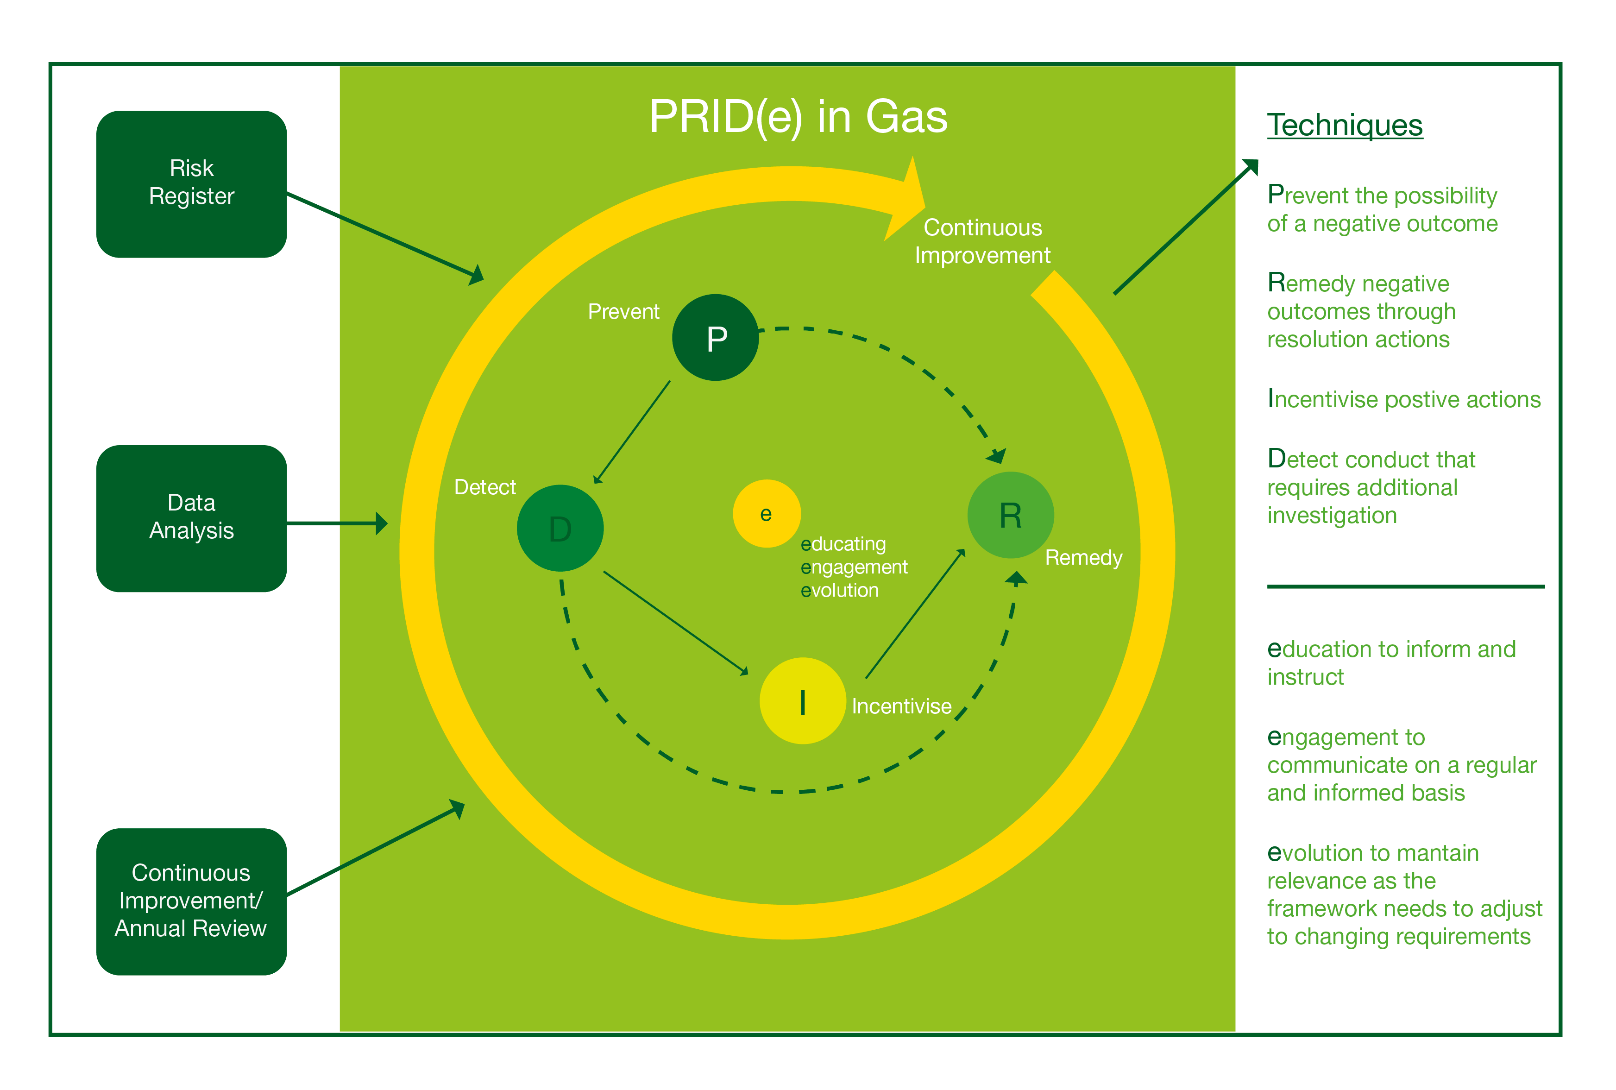 PRID(e) in Gas
Risk
Register
Data
Analysis
Continuous
Improvement/
Annual Review
Continuous
Improvement
Prevent
P
Detect
D
e
educating
engagement
evolution
R
Remedy
I
Incentivise
Techniques
Prevent the possibility
of a negative outcome
Remedy negative
outcomes through
resolution actions
Incentivise postive actions
Detect conduct that
requires additional
investigation
education to inform and
instruct
engagement to
communicate on a regular
and informed basis
evolution to mantain
relevance as the
framework needs to adjust
to changing requirements